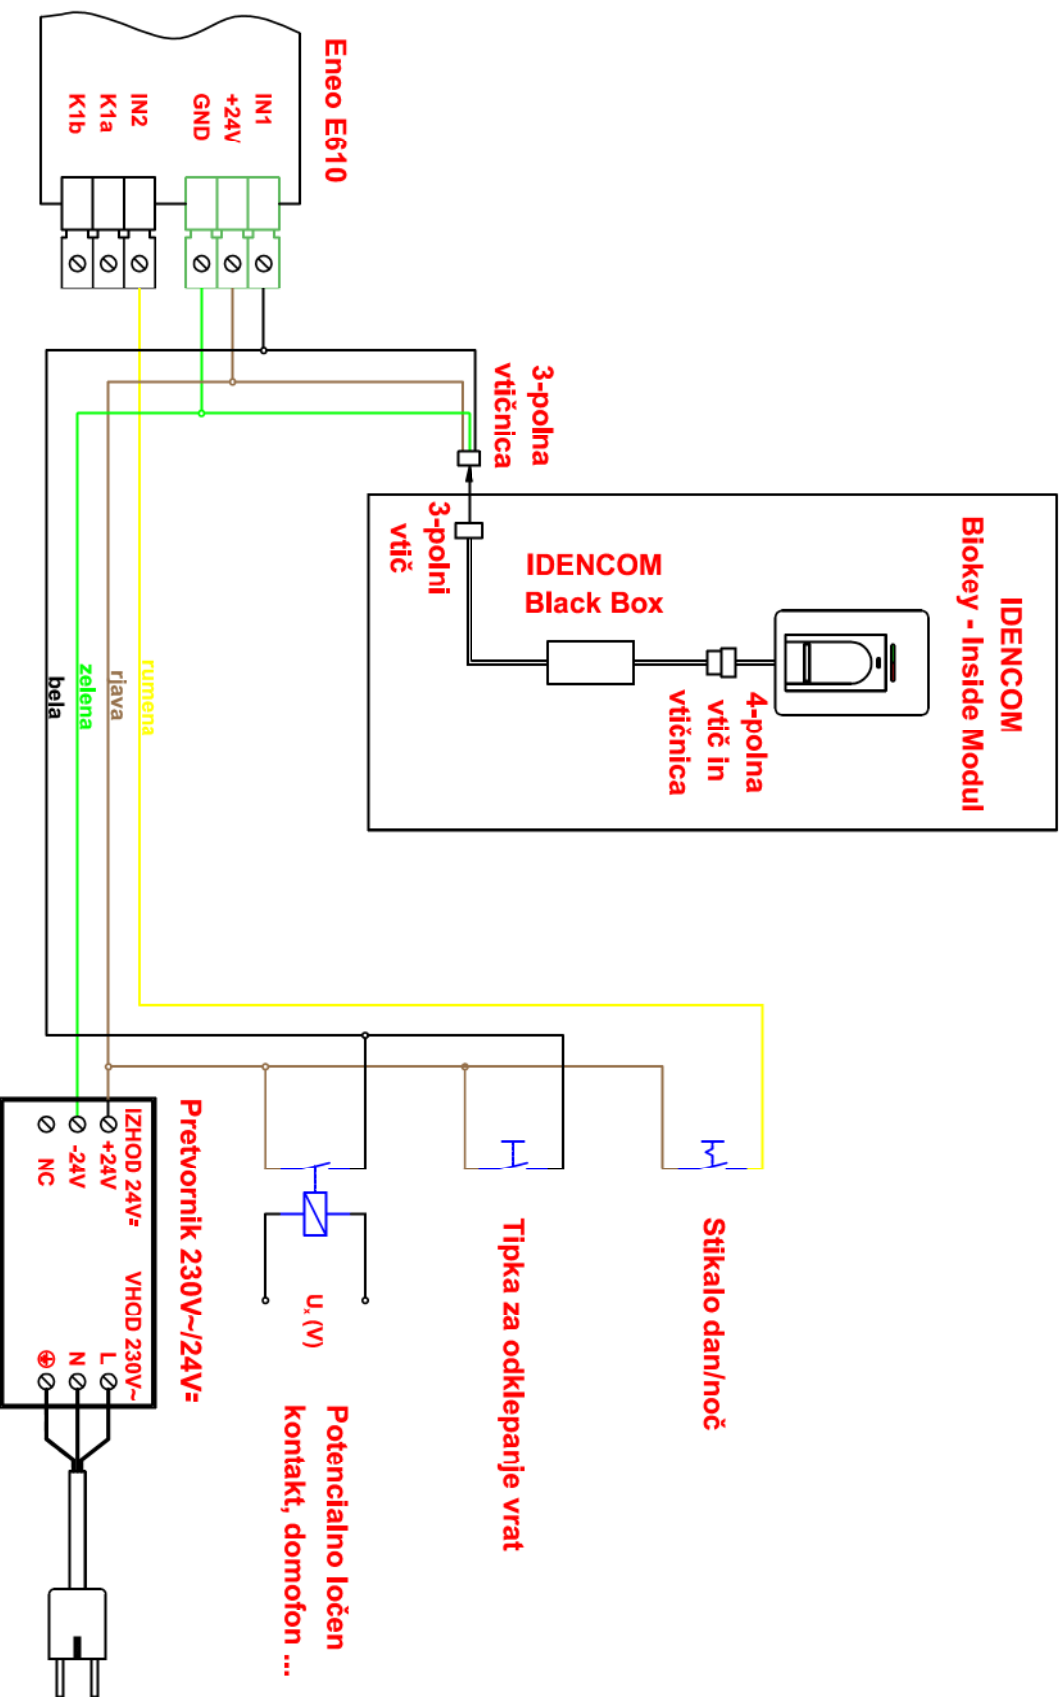 Eneo E610
IN1
+24V
GND
IN2
K1a
K1b
3-polna
vtičnica
3-polni
vtič
IDENCOM
Black Box
IDENCOM
Biokey - Inside Modul
4-polna
vtič in
vtičnica
rumena
rjava
zelena
bela
Stikalo dan/noč
Tipka za odklepanje vrat
Ux (V)
Potencialno ločen
kontakt, domofon ...
Pretvornik 230V~/24V=
IZHOD 24V=
+24V
-24V
NC
VHOD 230V~
L
N